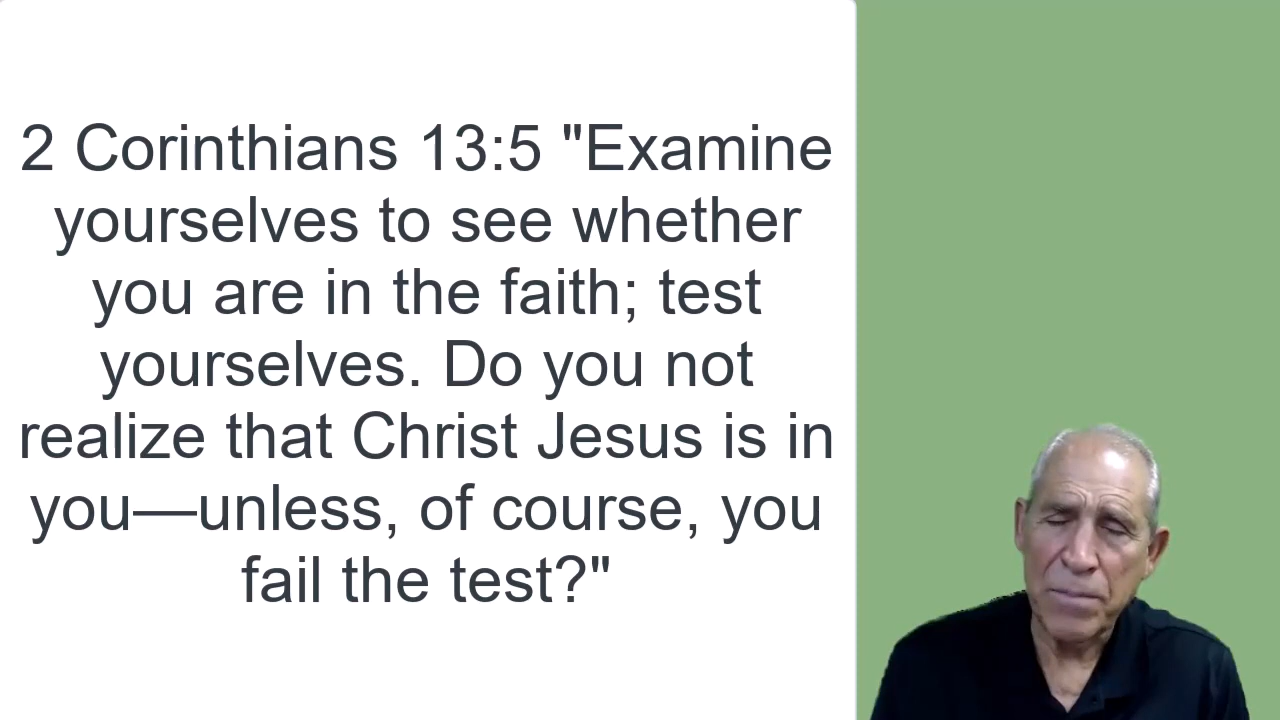 2 Corinthians 13:5 "Examine
yourselves to see whether
you are in the faith; test
yourselves. Do you not
realize that Christ Jesus is in
you—unless, of course, you
fail the test?"